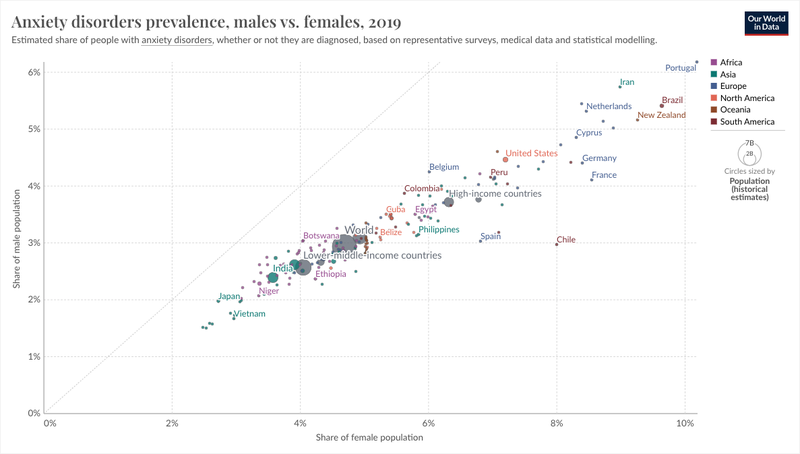 Anxiety disorders prevalence, males vs. females, 2019
Our World
in Data
Estimated share of people with anxiety disorders, whether or not they are diagnosed, based on representative surveys, medical data and statistical modelling.
Share of male population
6%
5%
4%
3%
2%
1%
0%
Portugal
Iran
Brazil
Netherlands
New Zealand
Cyprus
United States
Germany
Belgium
Peru
France
Colombia
High-income countries
Cuba
Egypt
World
Belize
Philippines
Botswana
Spain
Chile
Lower-middle-income countries
India
Ethiopia
Niger
Japan
Vietnam
0%
2%
4%
6%
8%
10%
Share of female population
Africa
Asia
Europe
North America
Oceania
South America
7B
2B
Circles sized by
Population
(historical
estimates)